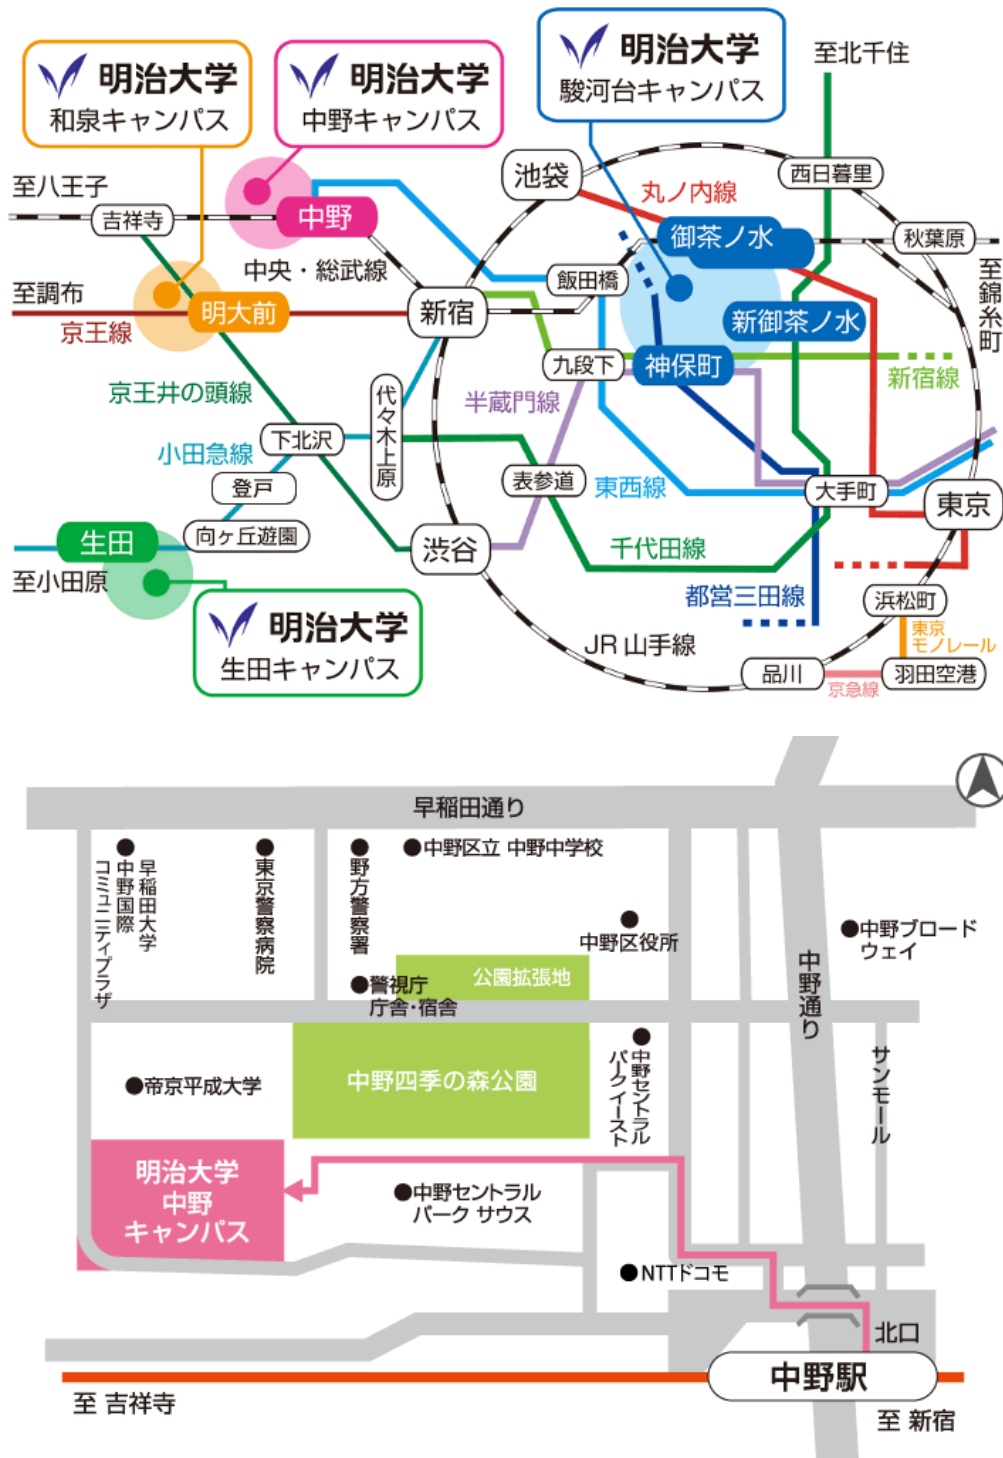 明治大学
和泉キャンパス
明治大学
中野キャンパス
明治大学
駿河台キャンパス
至北千住
至八王子
吉祥寺
中野
池袋
丸ノ内線
西日暮里
御茶ノ水
秋葉原
中央・総武線
飯田橋
至錦糸町
至調布
明大前
新宿
新御茶ノ水
京王線
九段下
神保町
新宿線
京王井の頭線
代々木上原
半蔵門線
小田急線
下北沢
登戸
表参道
東西線
大手町
東京
向ヶ丘遊園
生田
渋谷
千代田線
至小田原
都営三田線
浜松町
明治大学
生田キャンパス
JR 山手線
東京
モノレール
品川
京急線
羽田空港
早稲田通り
早稲田大学
中野国際
コミュニティプラザ
東京警察病院
野方警察署
中野区立 中野中学校
中野区役所
中野ブロード
ウェイ
公園拡張地
警視庁
庁舎・宿舎
中野通り
中野四季の森公園
中野セントラル
パークイースト
サンモール
帝京平成大学
明治大学
中野
キャンパス
中野セントラル
パーク サウス
NTTドコモ
北口
中野駅
至 吉祥寺
至 新宿